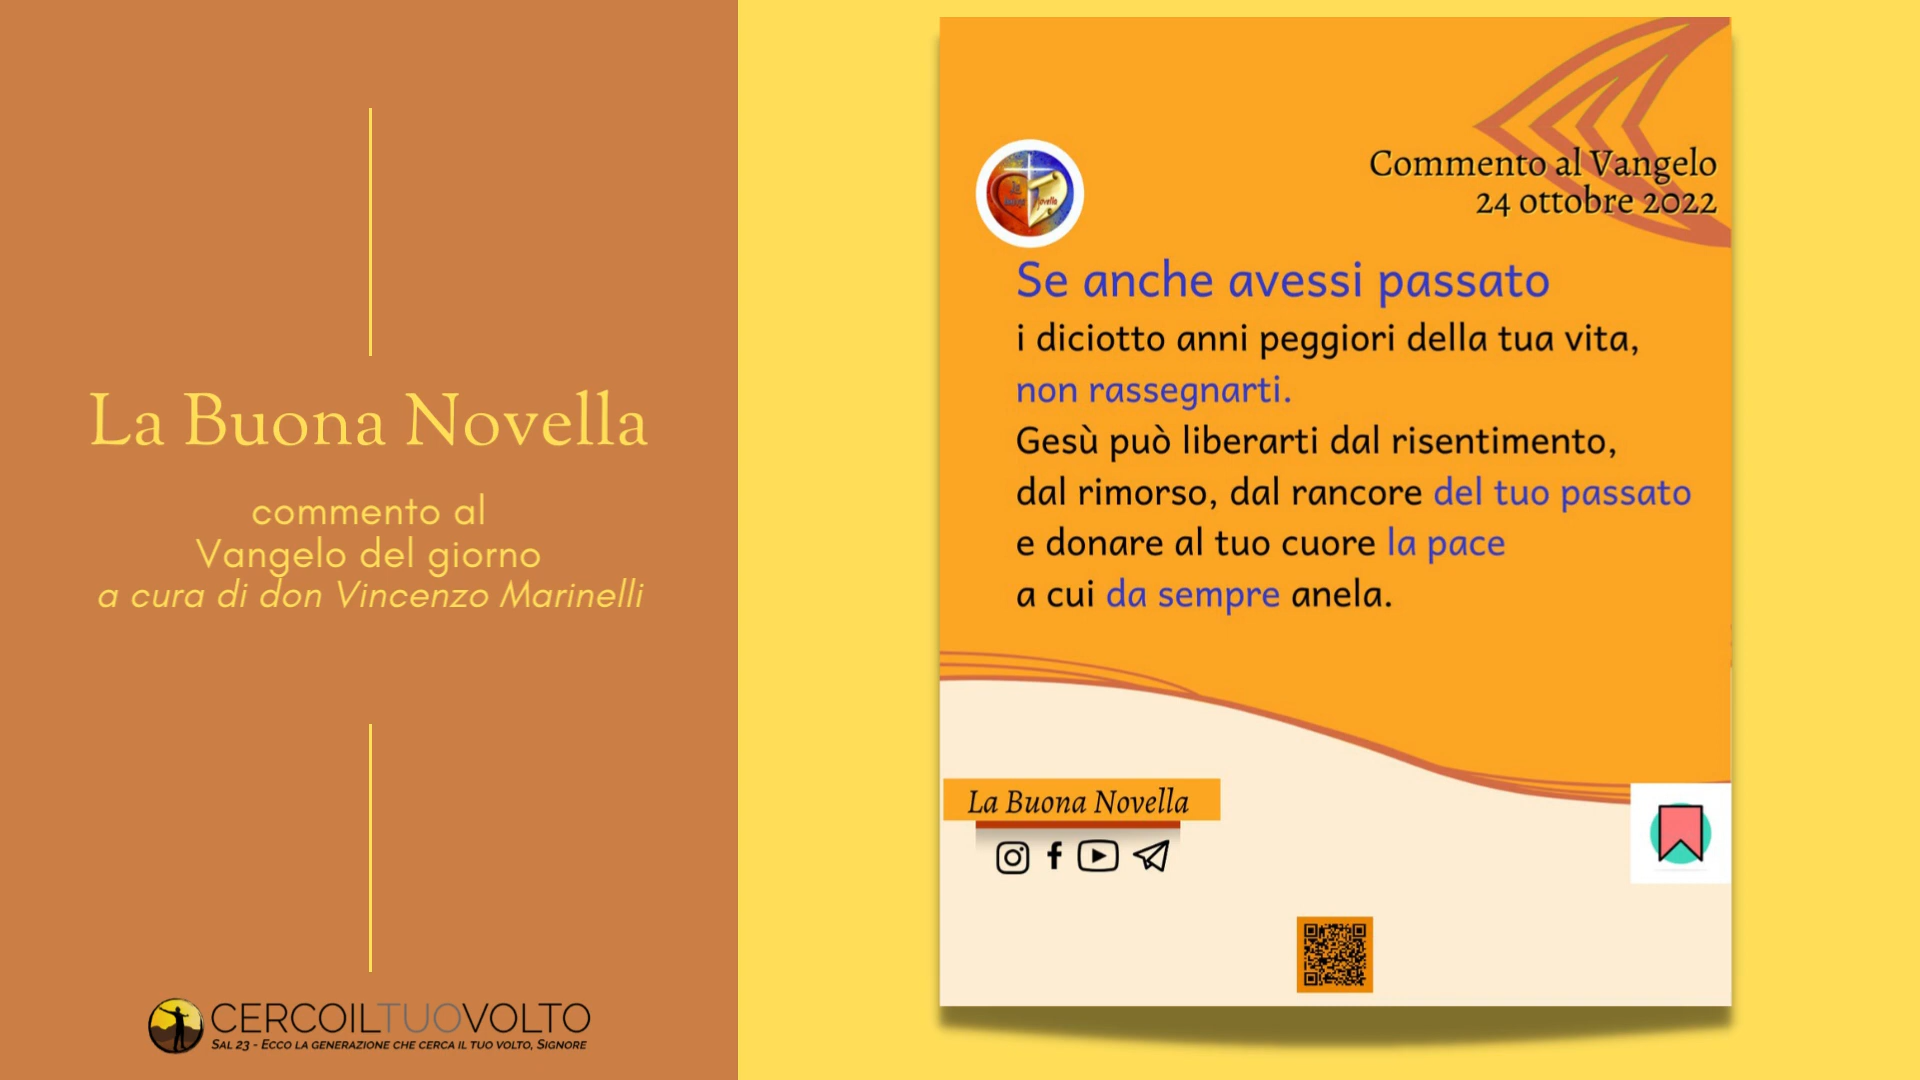 La Buona Novella
commento al
Vangelo del giorno
a cura di don Vincenzo Marinelli
CERCOILTUOVOLTO
SAL 23 - ECCO LA GENERAZIONE CHE CERCA IL TUO VOLTO, SIGNORE
Commento al Vangelo
24 ottobre 2022
Se anche avessi passato
i diciotto anni peggiori della tua vita,
non rassegnarti.
Gesù può liberarti dal risentimento,
dal rimorso, dal rancore del tuo passato
e donare al tuo cuore la pace
a cui da sempre anela.
La Buona Novella